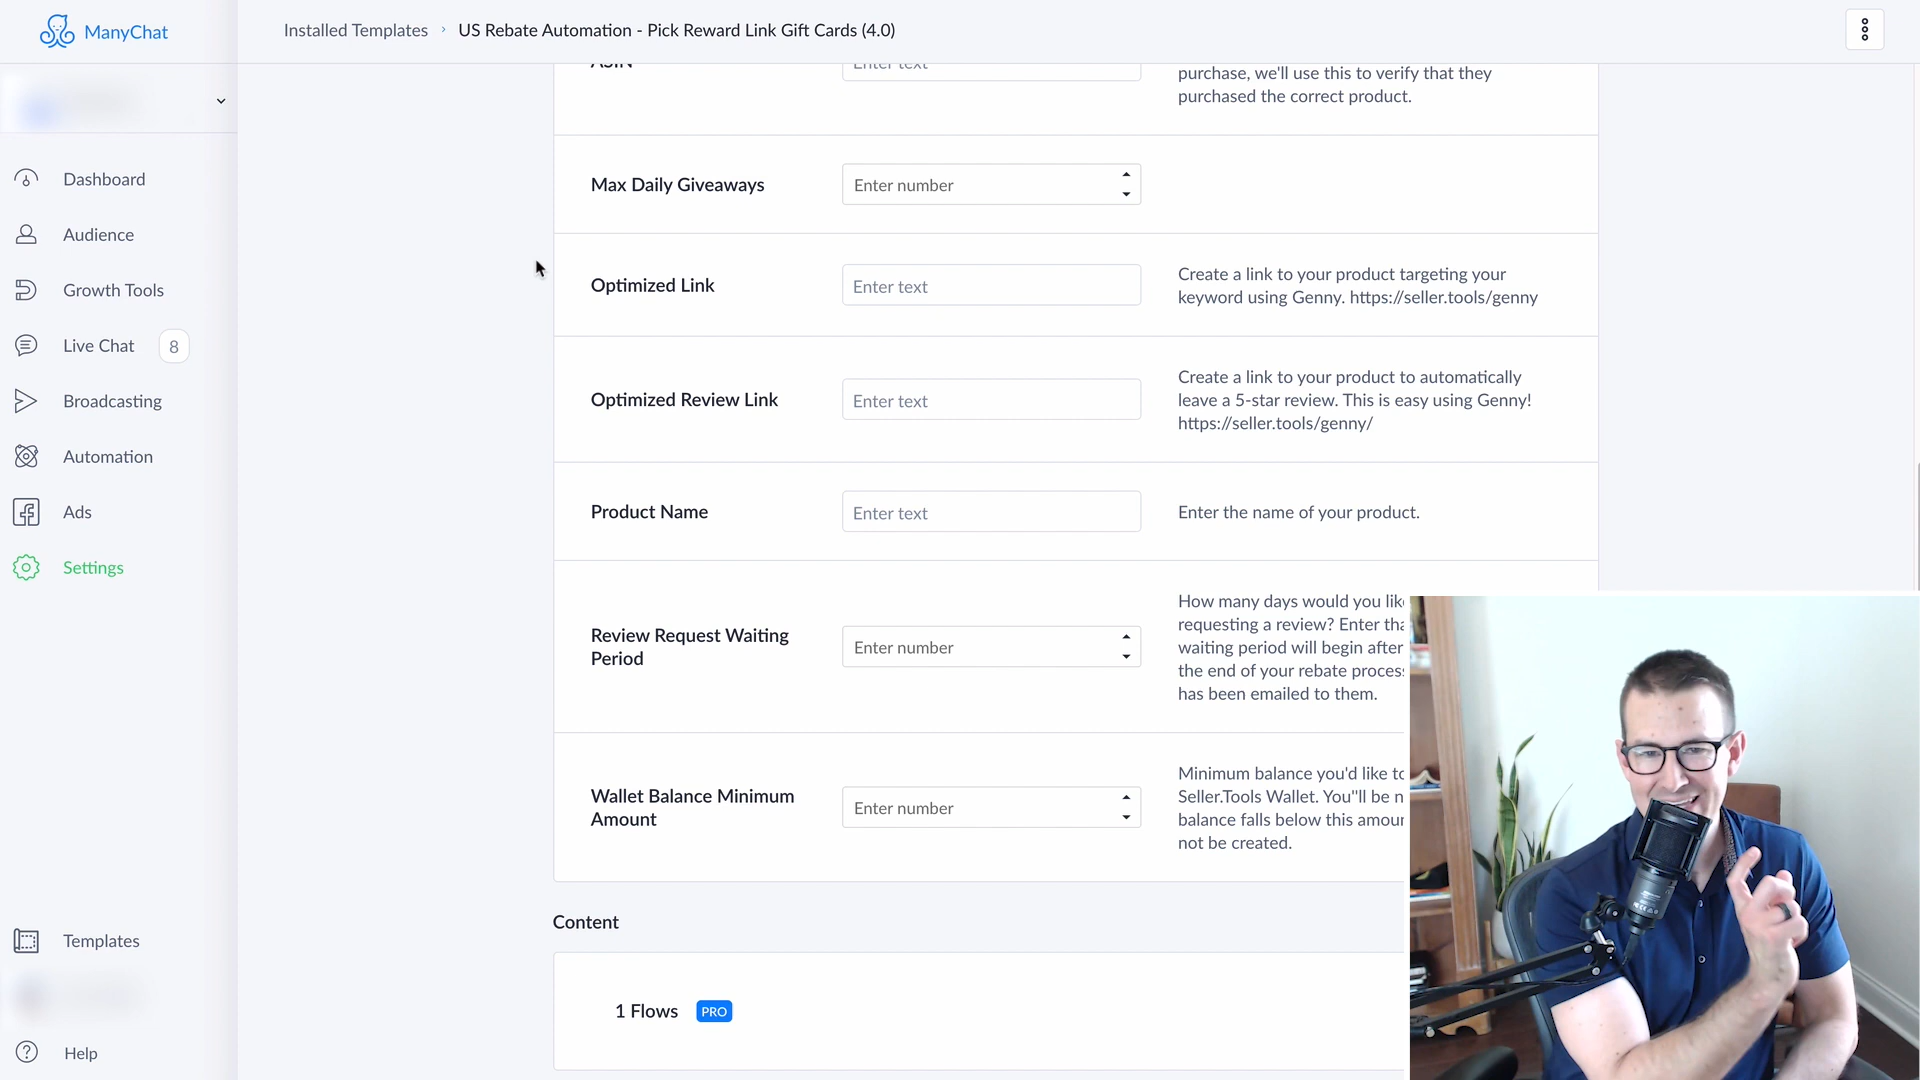 ManyChat
Installed Templates › US Rebate Automation - Pick Reward Link Gift Cards (4.0)
Dashboard
Audience
Growth Tools
Live Chat 8
Broadcasting
Automation
Ads
Settings
Templates
Help
ASIN
Enter text
purchase, we'll use this to verify that they
purchased the correct product.
Max Daily Giveaways
Enter number
Optimized Link
Enter text
Create a link to your product targeting your
keyword using Genny. https://seller.tools/genny
Optimized Review Link
Enter text
Create a link to your product to automatically
leave a 5-star review. This is easy using Genny!
https://seller.tools/genny/
Product Name
Enter text
Enter the name of your product.
Review Request Waiting
Period
Enter number
How many days would you
requesting a review? Enter
waiting period will begin after
the end of your rebate
has been emailed to them.
Wallet Balance Minimum
Amount
Enter number
Minimum balance you'd like
Seller.Tools Wallet. You''ll be
balance falls below this
not be created.
Content
1 Flows PRO